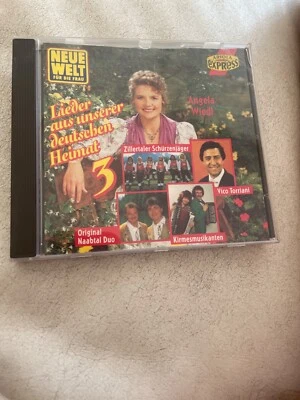 NEUE
WELT
FÜR DIE FRAU
EXPRESS
Lieder
aus unserer
deutschen
Heimat
3
Angela
Wiedl
Zillertaler Schürzenjäger
Vico Torriani
Original
Naabtal Duo
Kirmesmusikanten